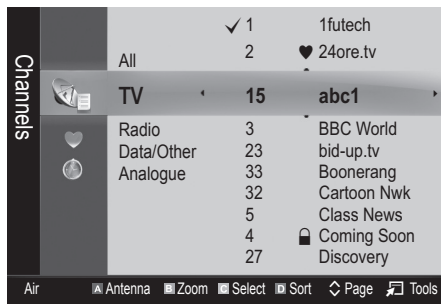 Channels
✓ 1 1futech
All 2 ♥ 24ore.tv
TV 15 abc1
Radio 3 BBC World
Data/Other 23 bid-up.tv
Analogue 33 Boonerang
32 Cartoon Nwk
5 Class News
4 Coming Soon
27 Discovery
Air A Antenna B Zoom C Select D Sort Page Tools